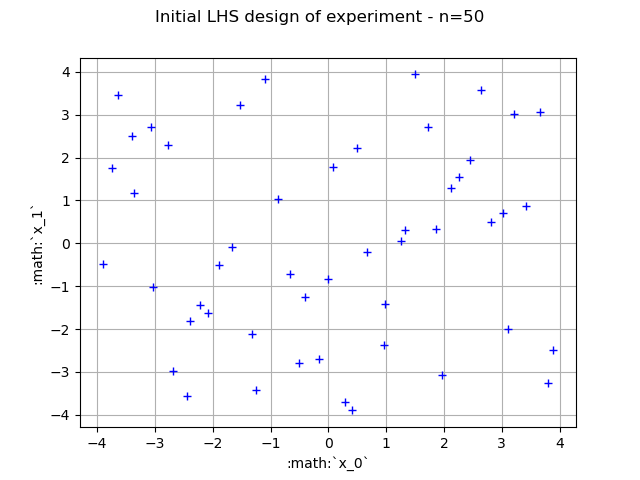 Initial LHS design of experiment - n=50
4
3
2
1
0
−1
−2
−3
−4
:math:`x_1`
−4 −3 −2 −1 0 1 2 3 4
:math:`x_0`